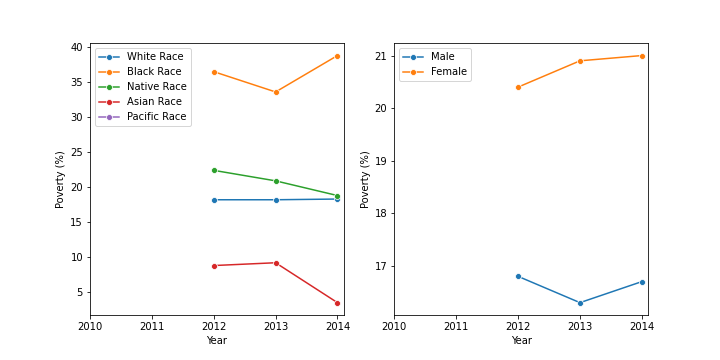 40
35
30
25
20
15
10
5
Poverty (%)
2010 2011 2012 2013 2014
Year
White Race
Black Race
Native Race
Asian Race
Pacific Race
21
20
19
18
17
Poverty (%)
2010 2011 2012 2013 2014
Year
Male
Female